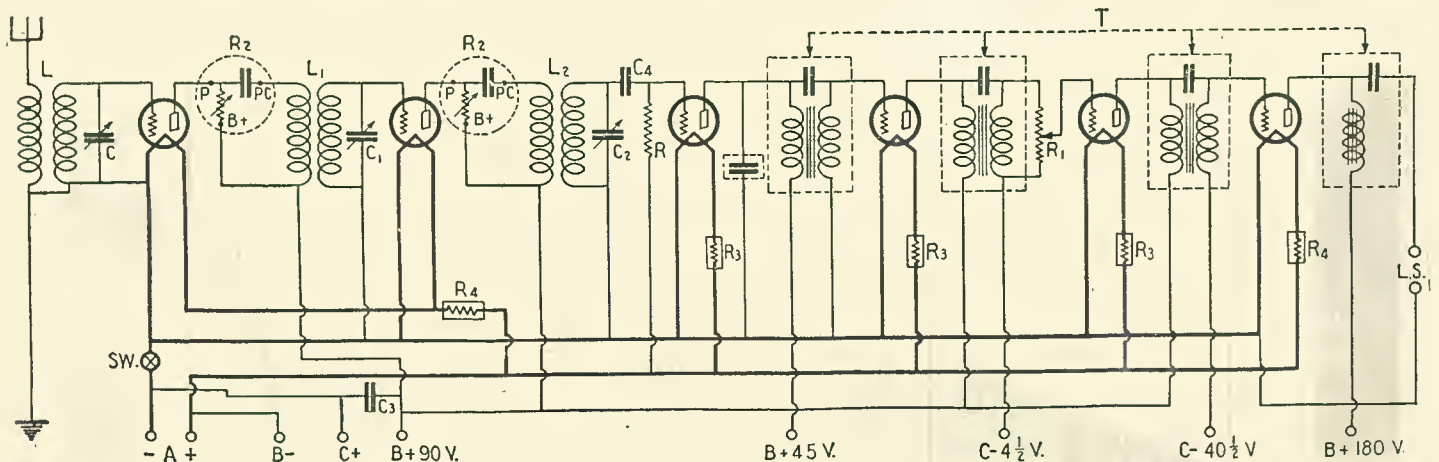 T
R2 R2
L L1 L2 C4
P PC P PC
B+ B+
C C1 C2 R R1
R3 R3 R3 R4
R4
L.S.
SW.
C3
- A + B- C+ B+90 V. B+45 V. C-4½ V. C-40½ V. B+180 V.